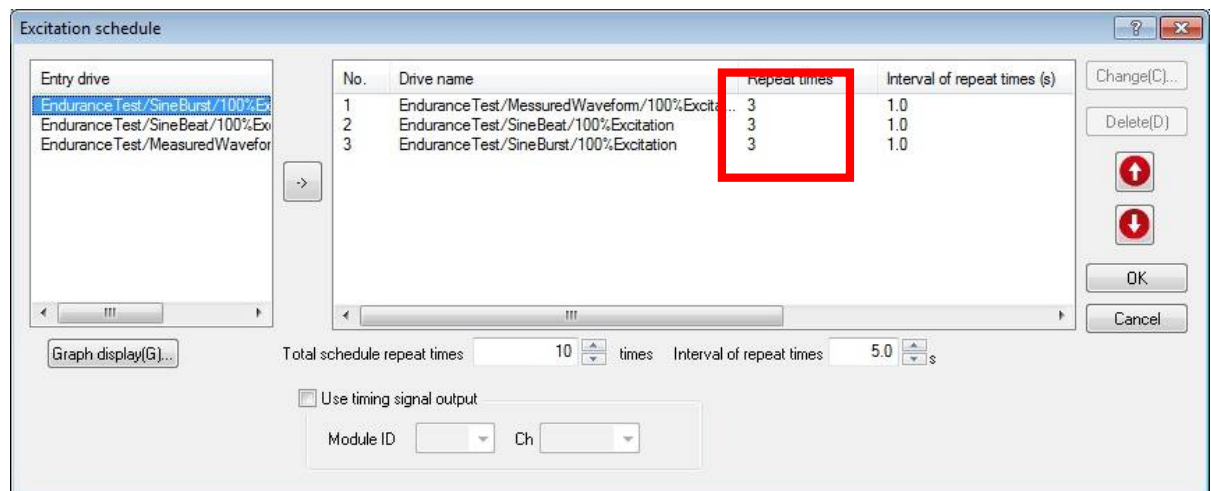 Excitation schedule
Entry drive
EnduranceTest/SineBurst/100%Ex
EnduranceTest/SineBeat/100%Exc
EnduranceTest/MeasuredWavefor
->
No. Drive name Repeat times Interval of repeat times (s)
1 EnduranceTest/MessuredWaveform/100%Excita... 3 1.0
2 EnduranceTest/SineBeat/100%Excitation 3 1.0
3 EnduranceTest/SineBurst/100%Excitation 3 1.0
Change(C)...
Delete(D)
OK
Cancel
Graph display(G)...
Total schedule repeat times 10 times Interval of repeat times 5.0 s
Use timing signal output
Module ID Ch